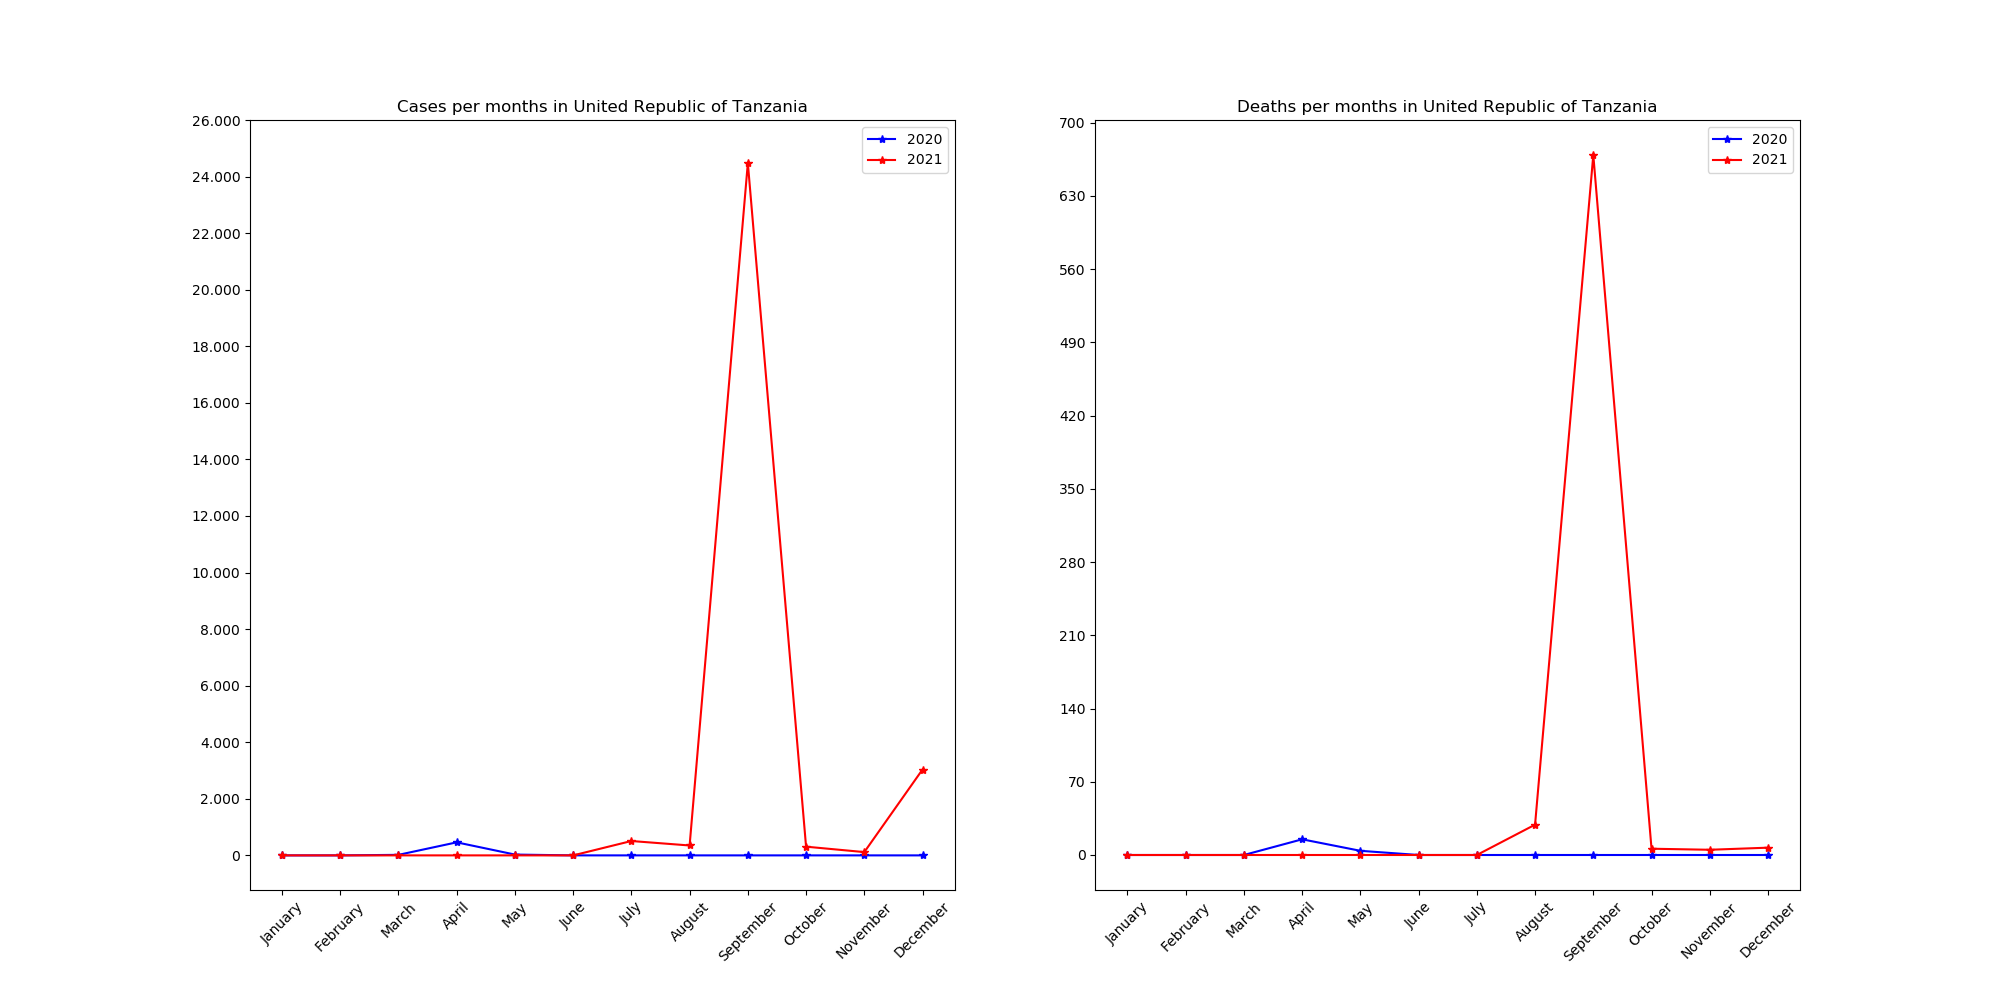 Cases per months in United Republic of Tanzania
26.000
24.000
22.000
20.000
18.000
16.000
14.000
12.000
10.000
8.000
6.000
4.000
2.000
0
2020
2021
January
February
March
April
May
June
July
August
September
October
November
December
Deaths per months in United Republic of Tanzania
700
630
560
490
420
350
280
210
140
70
0
2020
2021
January
February
March
April
May
June
July
August
September
October
November
December